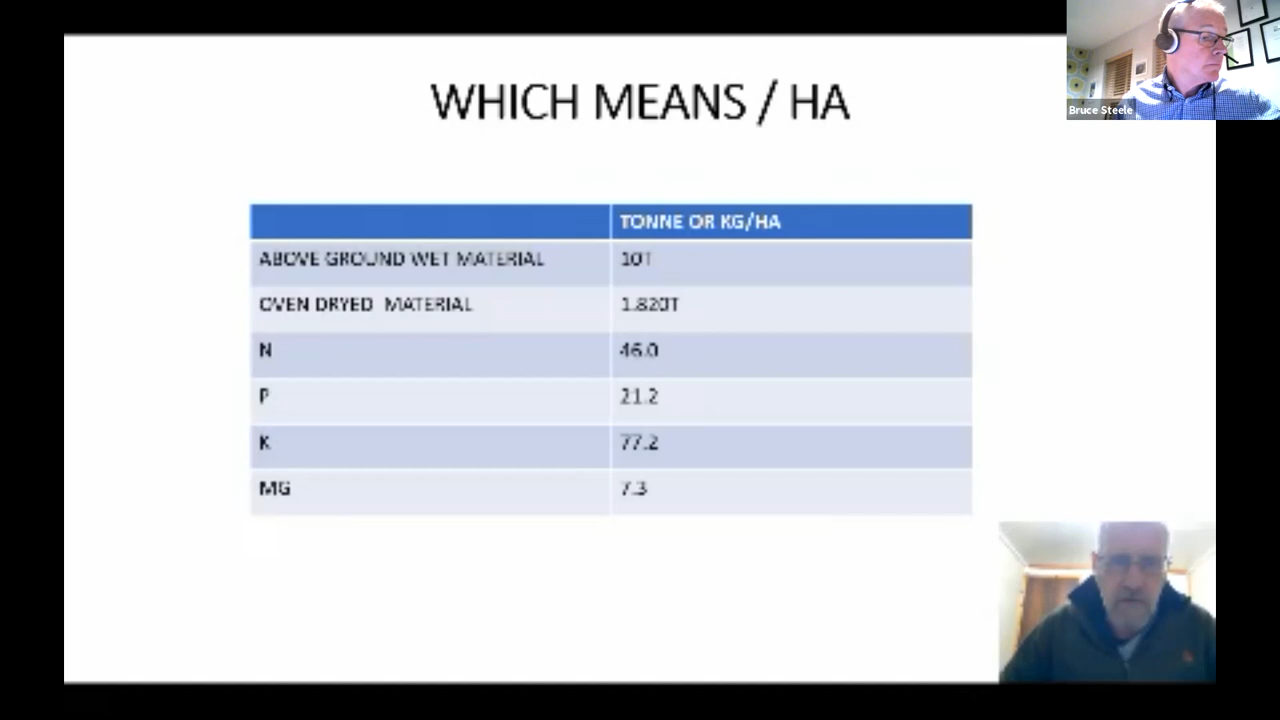 WHICH MEANS / HA
Bruce Steele
TONNE OR KG/HA
ABOVE GROUND WET MATERIAL 10T
OVEN DRYED MATERIAL 1.820T
N 46.0
P 21.2
K 77.2
MG 7.3